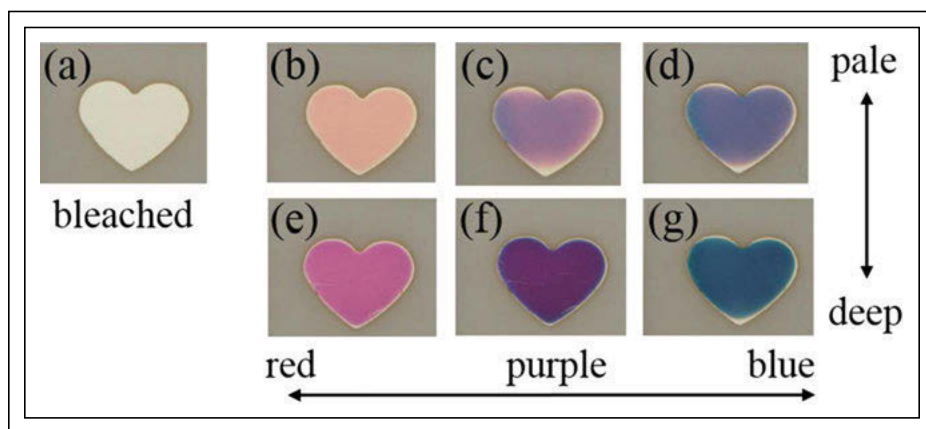 (a)
(b)
(c)
(d)
pale
bleached
(e)
(f)
(g)
deep
red
purple
blue